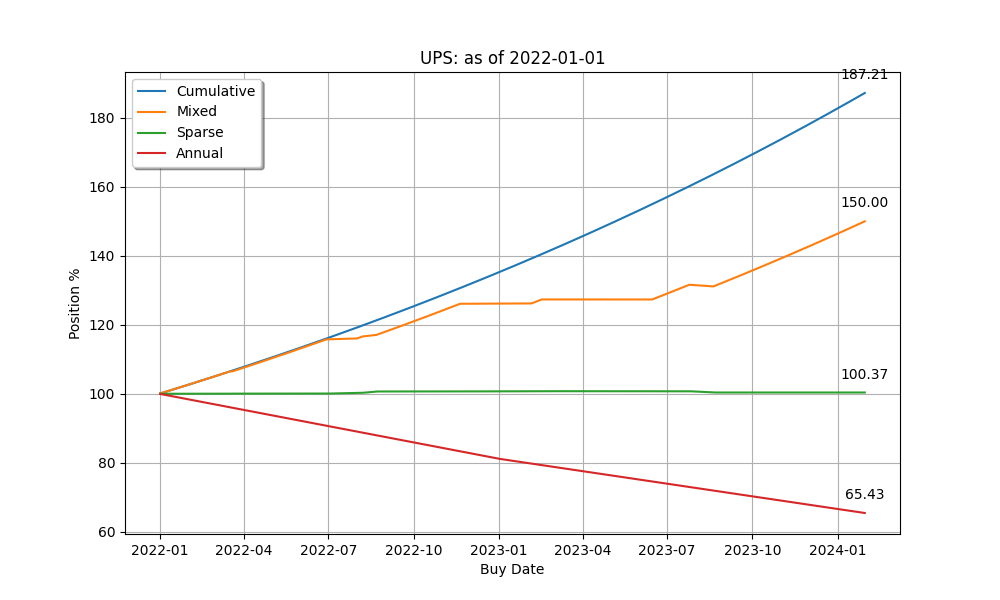 UPS: as of 2022-01-01
Cumulative
Mixed
Sparse
Annual
187.21
150.00
100.37
65.43
Position %
180
160
140
120
100
80
60
2022-01 2022-04 2022-07 2022-10 2023-01 2023-04 2023-07 2023-10 2024-01
Buy Date